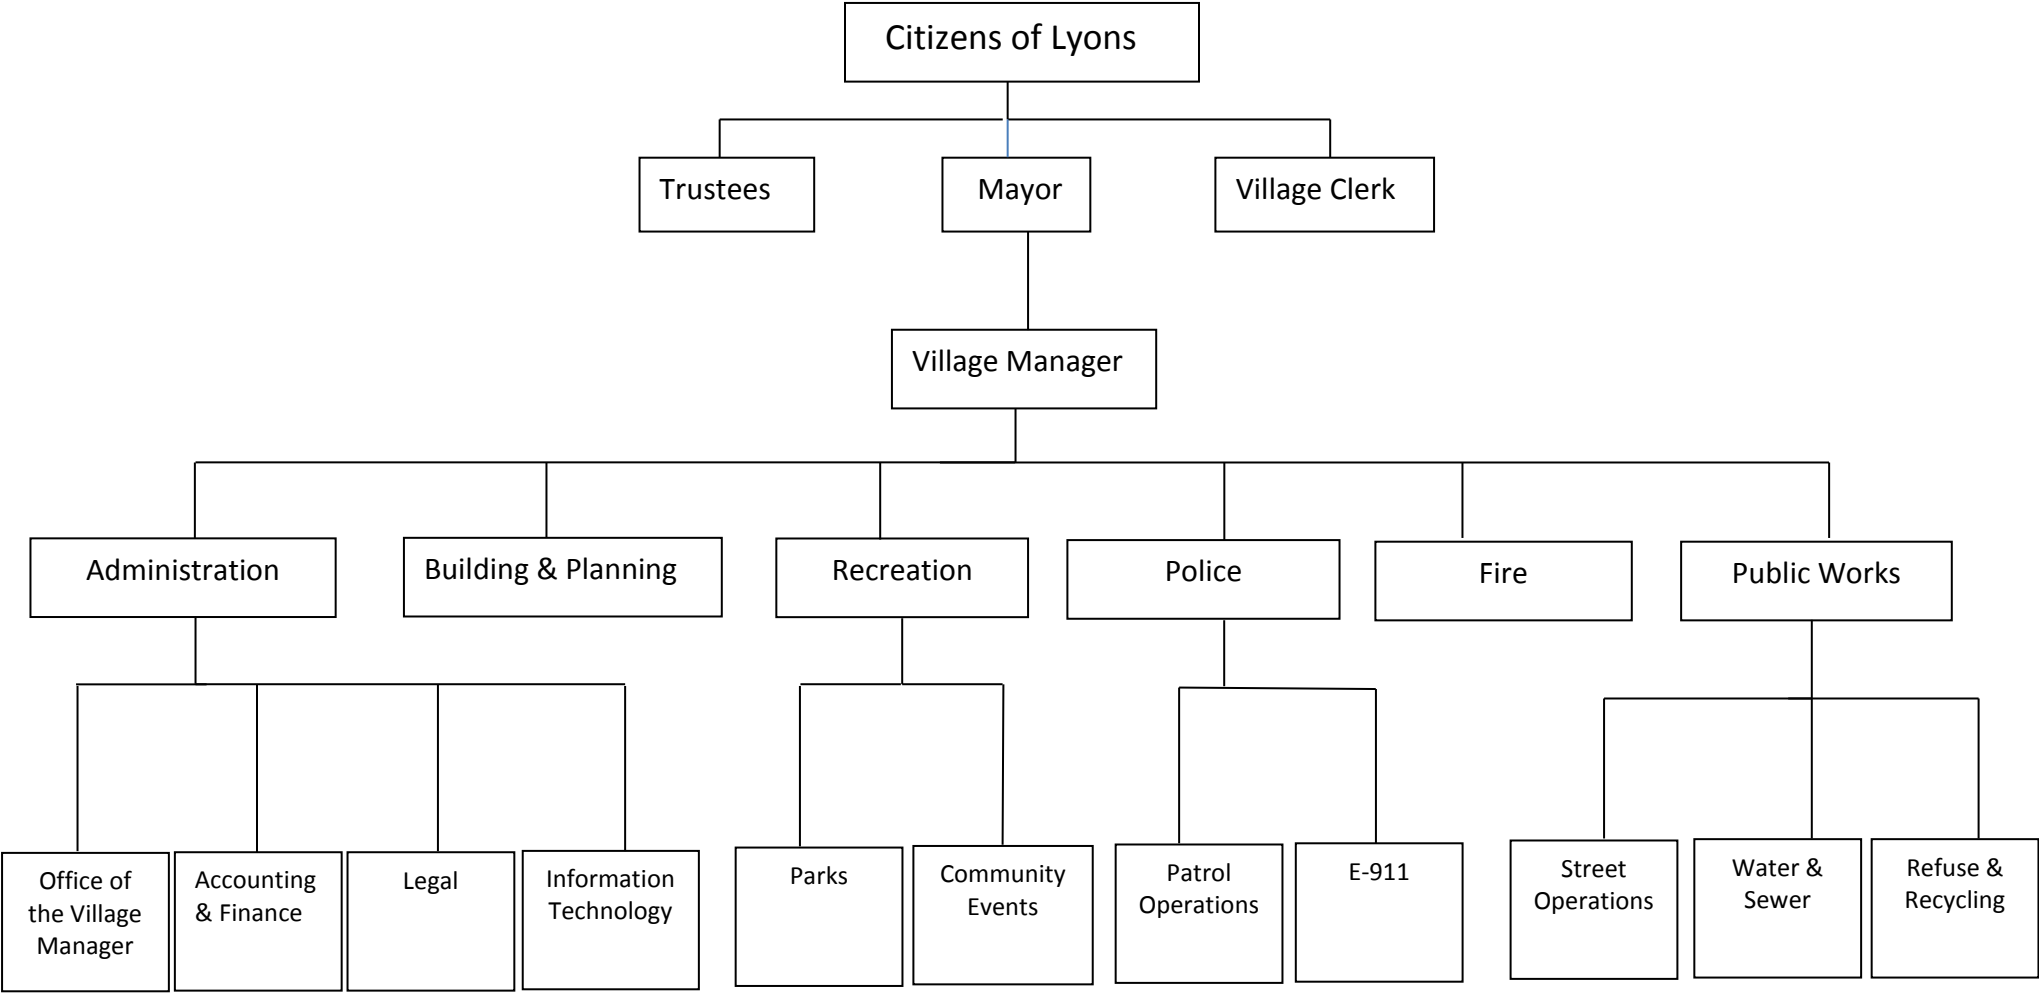 Citizens of Lyons
Trustees
Mayor
Village Clerk
Village Manager
Administration
Building & Planning
Recreation
Police
Fire
Public Works
Office of
the Village
Manager
Accounting
& Finance
Legal
Information
Technology
Parks
Community
Events
Patrol
Operations
E-911
Street
Operations
Water &
Sewer
Refuse &
Recycling